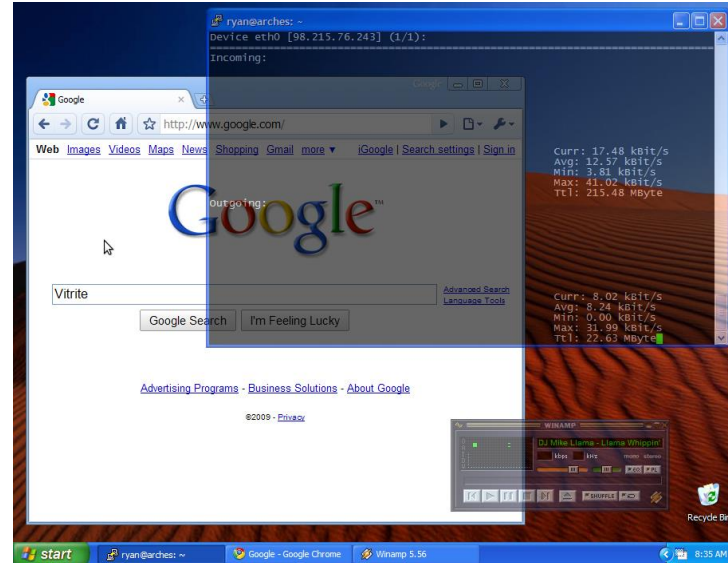 ryan@arches: ~
Device eth0 [98.215.76.243] (1/1):
Incoming:
Curr: 17.48 kBit/s
Avg: 12.57 kBit/s
Min: 3.81 kBit/s
Max: 41.02 kBit/s
Ttl: 215.48 MByte
Outgoing:
Curr: 8.02 kBit/s
Avg: 8.24 kBit/s
Min: 0.00 kBit/s
Max: 31.99 kBit/s
Ttl: 22.63 MByte
Google
Google
http://www.google.com/
Web Images Videos Maps News Shopping Gmail more ▼ iGoogle | Search settings | Sign in
Google™
Vitrite
Advanced Search
Language Tools
Google Search I'm Feeling Lucky
Advertising Programs - Business Solutions - About Google
©2009 - Privacy
WINAMP
DJ Mike Llama - Llama Whippin'
kbps kHz mono stereo
EQ PL
SHUFFLE
Recycle Bin
start ryan@arches: ~ Google - Google Chrome Winamp 5.56 8:35 AM